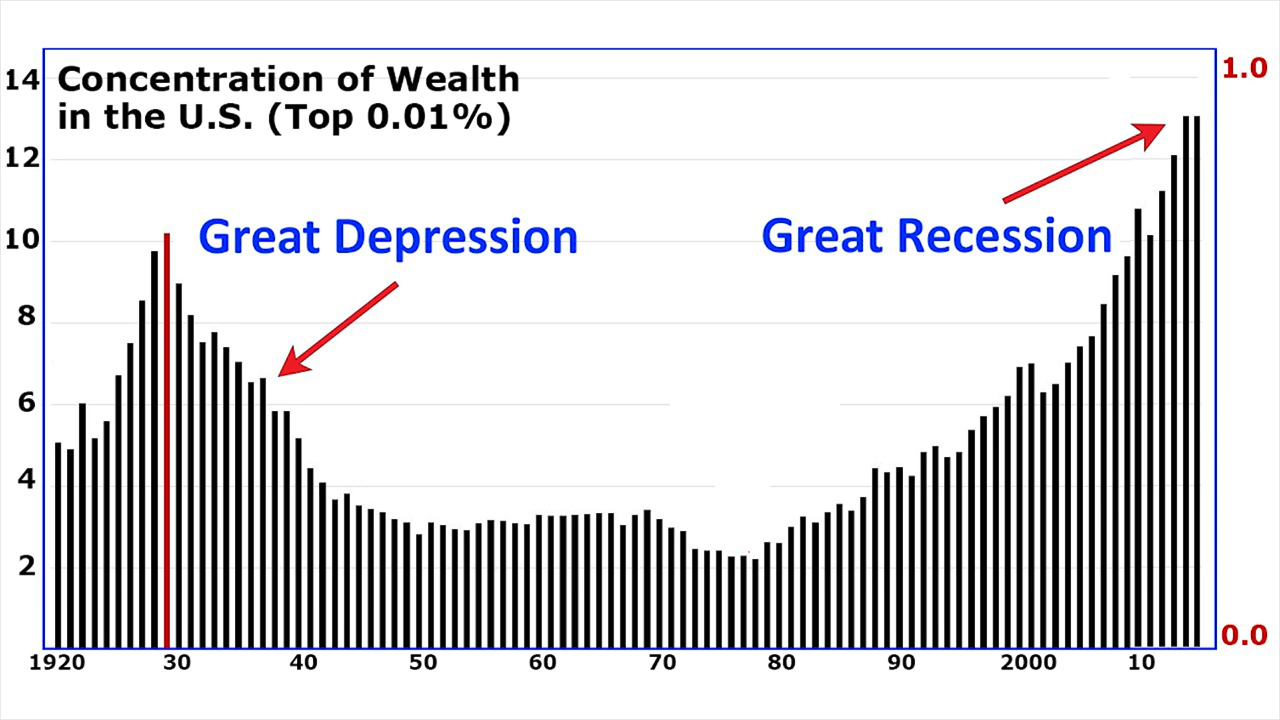 Concentration of Wealth
in the U.S. (Top 0.01%)
Great Depression
Great Recession
14
12
10
8
6
4
2
1.0
0.0
1920 30 40 50 60 70 80 90 2000 10